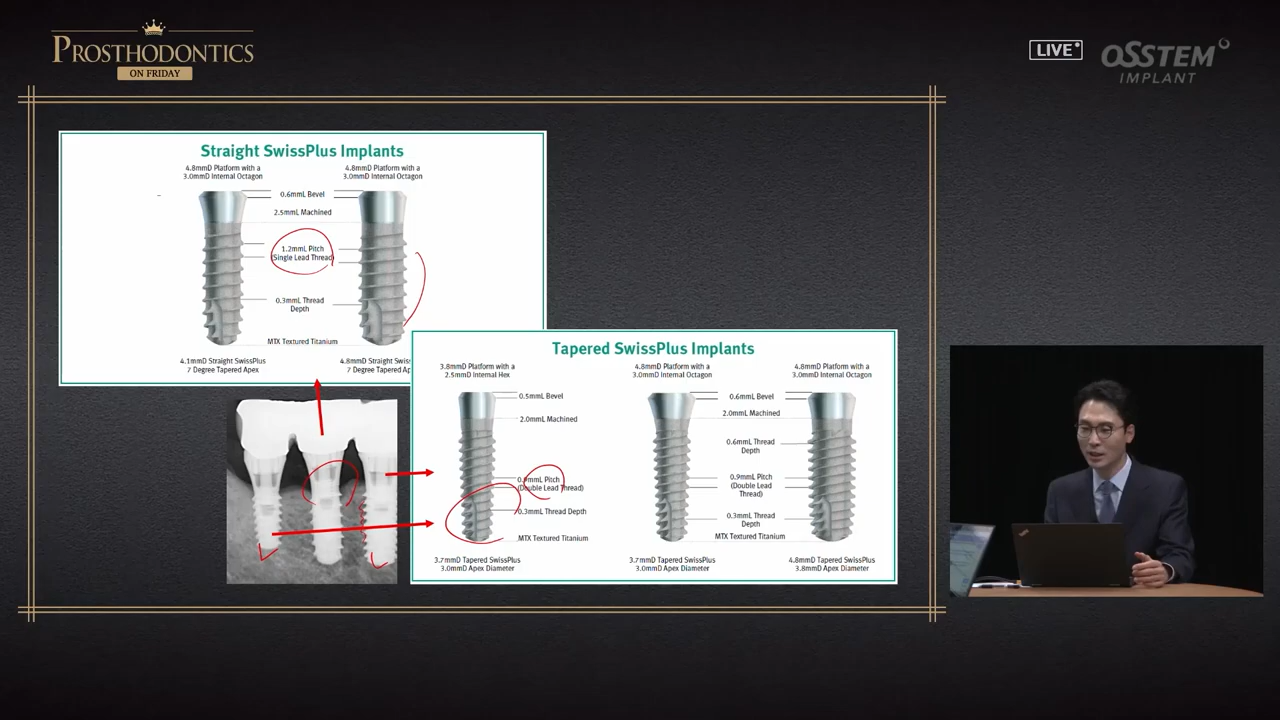 PROSTHODONTICS
ON FRIDAY
LIVE
OSSTEM
IMPLANT
Straight SwissPlus Implants
4.8mmD Platform with a
3.0mmD Internal Octagon
4.8mmD Platform with a
3.0mmD Internal Octagon
0.6mmL Bevel
2.5mmL Machined
1.2mmL Pitch
(Single Lead Thread)
0.3mmL Thread
Depth
MTX Textured Titanium
4.1mmD Straight SwissPlus
7 Degree Tapered Apex
4.8mmD Straight Swis
7 Degree Tapered Ap
Tapered SwissPlus Implants
3.8mmD Platform with a
2.5mmD Internal Hex
4.8mmD Platform with a
3.0mmD Internal Octagon
4.8mmD Platform with a
3.0mmD Internal Octagon
0.5mmL Bevel
2.0mmL Machined
0.9mmL Pitch
(Double Lead Thread)
0.3mmL Thread Depth
MTX Textured Titanium
0.6mmL Bevel
2.0mmL Machined
0.6mmL Thread
Depth
0.9mmL Pitch
(Double Lead
Thread)
0.3mmL Thread
Depth
MTX Textured Titanium
3.7mmD Tapered SwissPlus
3.0mmD Apex Diameter
3.7mmD Tapered SwissPlus
3.0mmD Apex Diameter
4.8mmD Tapered SwissPlus
3.8mmD Apex Diameter